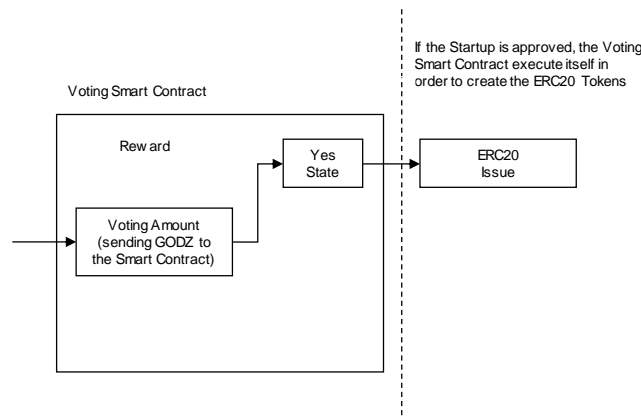 If the Startup is approved, the Voting
Smart Contract execute itself in
order to create the ERC20 Tokens
Voting Smart Contract
Reward
Yes
State
ERC20
Issue
Voting Amount
(sending GODZ to
the Smart Contract)